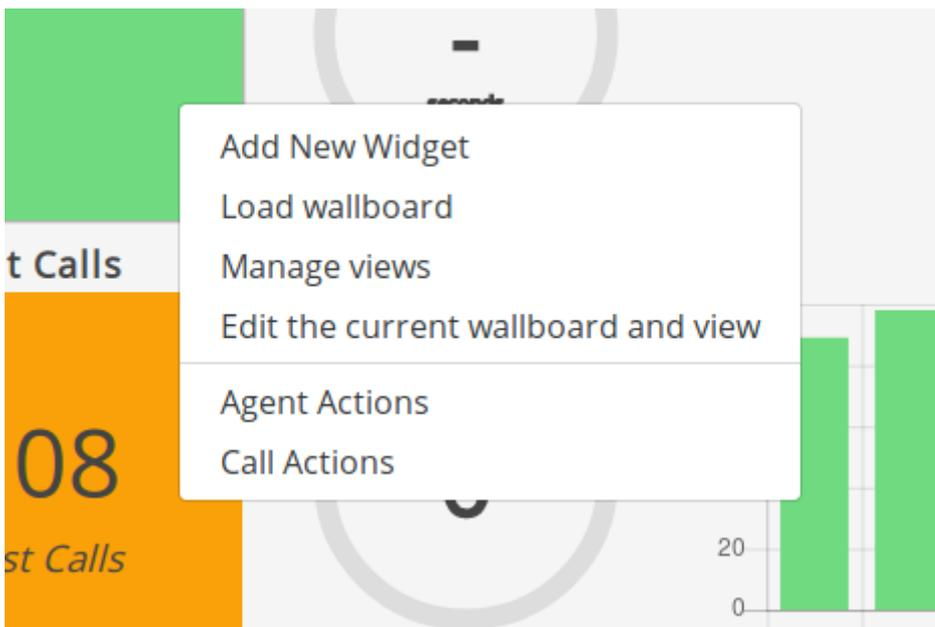 -
seconds
Add New Widget
Load wallboard
Manage views
Edit the current wallboard and view
Agent Actions
Call Actions
t Calls
08
st Calls
20
0